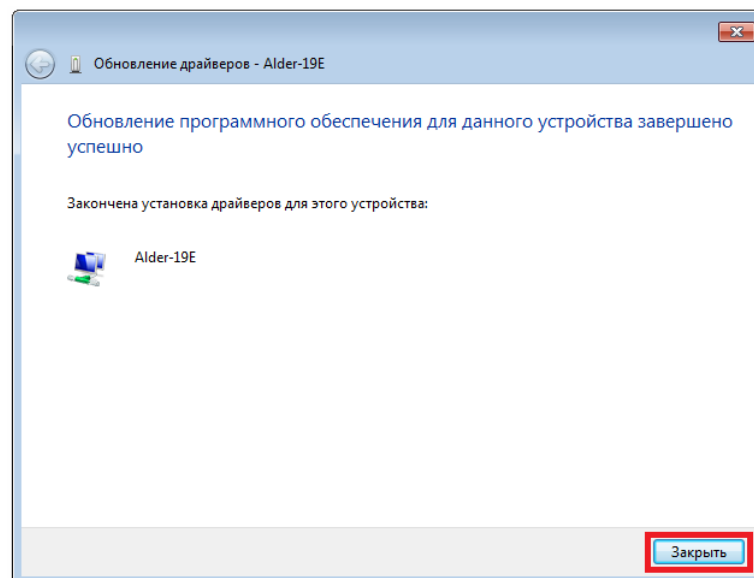 Обновление драйверов - Alder-19E
Обновление программного обеспечения для данного устройства завершено
успешно
Закончена установка драйверов для этого устройства:
Alder-19E
Закрыть